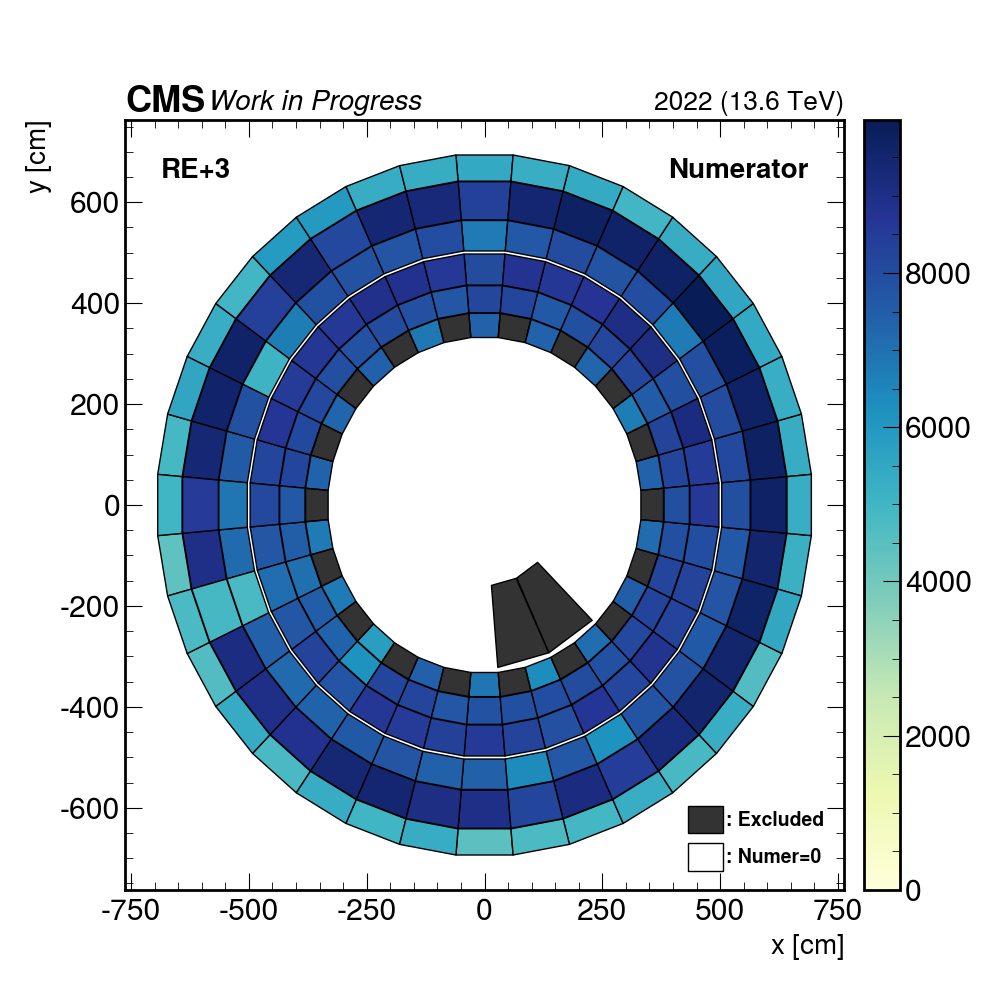 CMS Work in Progress 2022 (13.6 TeV)
y [cm]
RE+3 Numerator
600
400
200
0
-200
-400
-600
8000
6000
4000
2000
0
: Excluded
: Numer=0
-750 -500 -250 0 250 500 750
x [cm]